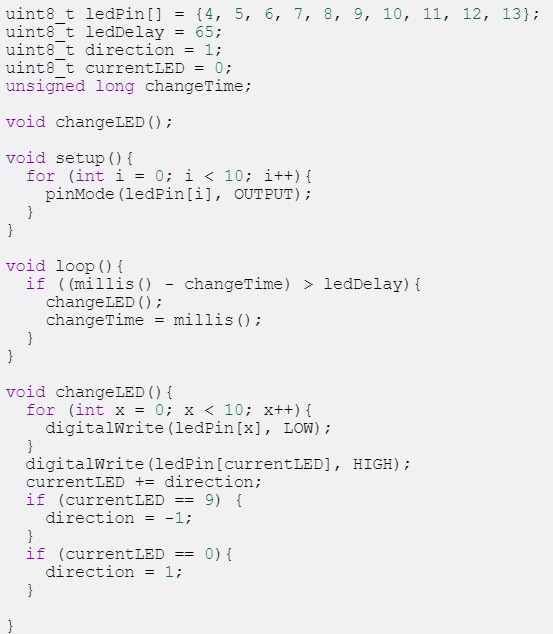 uint8_t ledPin[] = {4, 5, 6, 7, 8, 9, 10, 11, 12, 13};
uint8_t ledDelay = 65;
uint8_t direction = 1;
uint8_t currentLED = 0;
unsigned long changeTime;

void changeLED();

void setup(){
  for (int i = 0; i < 10; i++){
    pinMode(ledPin[i], OUTPUT);
  }
}

void loop(){
  if ((millis() - changeTime) > ledDelay){
    changeLED();
    changeTime = millis();
  }
}

void changeLED(){
  for (int x = 0; x < 10; x++){
    digitalWrite(ledPin[x], LOW);
  }
  digitalWrite(ledPin[currentLED], HIGH);
  currentLED += direction;
  if (currentLED == 9) {
    direction = -1;
  }
  if (currentLED == 0){
    direction = 1;
  }

}